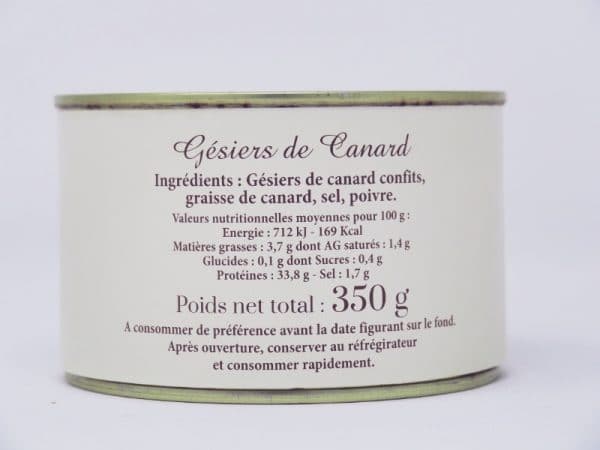 Gésiers de Canard
Ingrédients : Gésiers de canard confits,
graisse de canard, sel, poivre.
Valeurs nutritionnelles moyennes pour 100 g :
Energie : 712 kJ - 169 Kcal
Matières grasses : 3,7 g dont AG saturés : 1,4 g
Glucides : 0,1 g dont Sucres : 0,4 g
Protéines : 33,8 g - Sel : 1,7 g
Poids net total : 350 g
A consommer de préférence avant la date figurant sur le fond.
Après ouverture, conserver au réfrégirateur
et consommer rapidement.